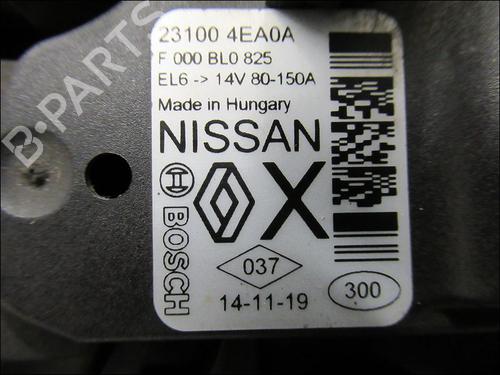 23100 4EA0A
F 000 BL0 825
EL6 -> 14V 80-150A
Made in Hungary
NISSAN
X
BOSCH
037
14-11-19
300
B-PARTS